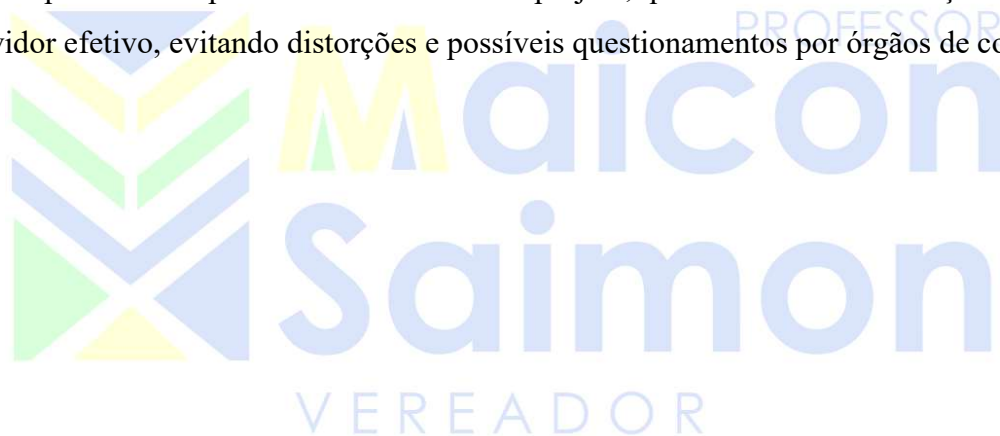 PROFESSOR
vidor efetivo, evitando distorções e possíveis questionamentos por órgãos de co
Maicon
Saimon
VEREADOR